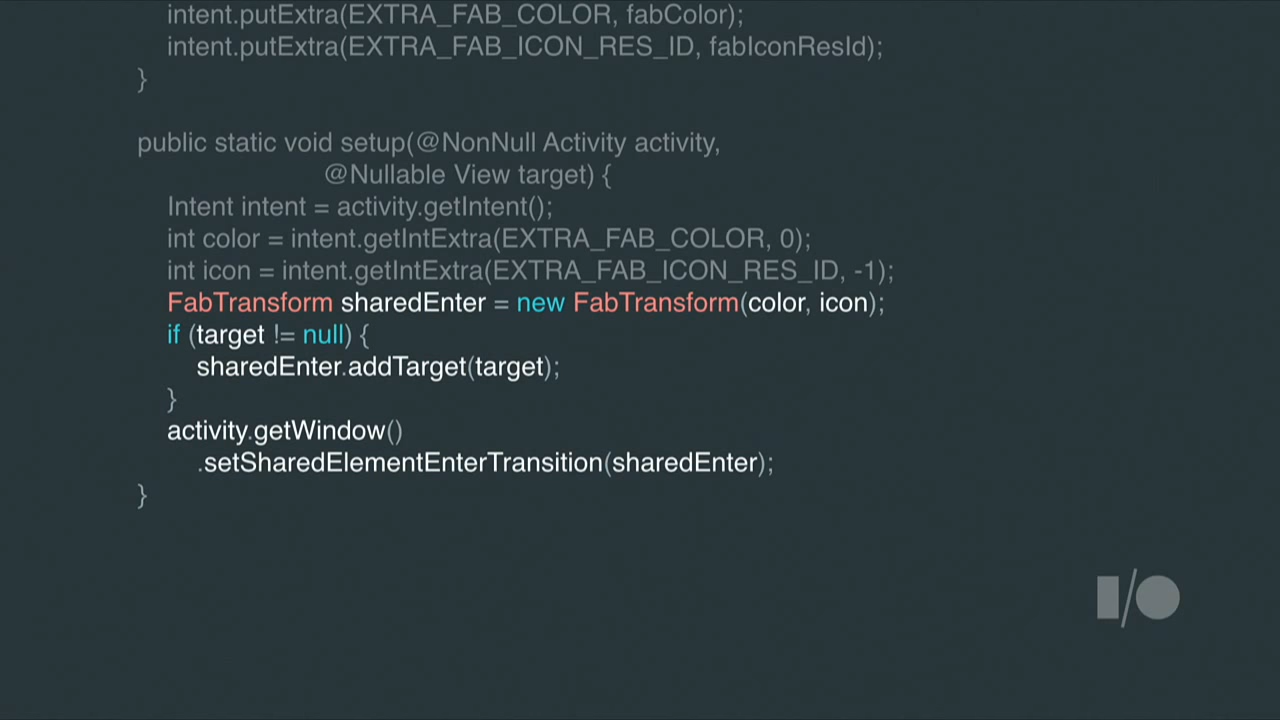 intent.putExtra(EXTRA_FAB_COLOR, fabColor);
intent.putExtra(EXTRA_FAB_ICON_RES_ID, fabIconResId);
}
public static void setup(@NonNull Activity activity,
@Nullable View target) {
Intent intent = activity.getIntent();
int color = intent.getIntExtra(EXTRA_FAB_COLOR, 0);
int icon = intent.getIntExtra(EXTRA_FAB_ICON_RES_ID, -1);
FabTransform sharedEnter = new FabTransform(color, icon);
if (target != null) {
sharedEnter.addTarget(target);
}
activity.getWindow()
.setSharedElementEnterTransition(sharedEnter);
}
I/O